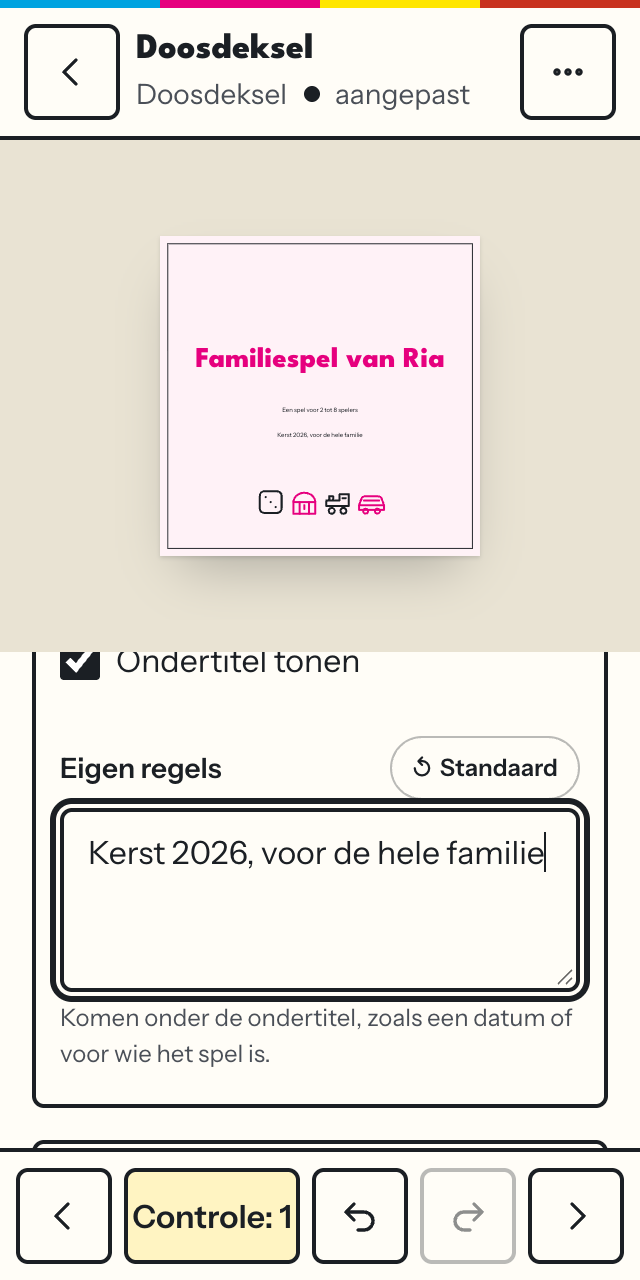 Doosdeksel
Doosdeksel ● aangepast
Familiespel van Ria
Een spel voor 2 tot 8 spelers
Kerst 2026, voor de hele familie
Ondertitel tonen
Eigen regels
Standaard
Kerst 2026, voor de hele familie
Komen onder de ondertitel, zoals een datum of
voor wie het spel is.
Controle: 1